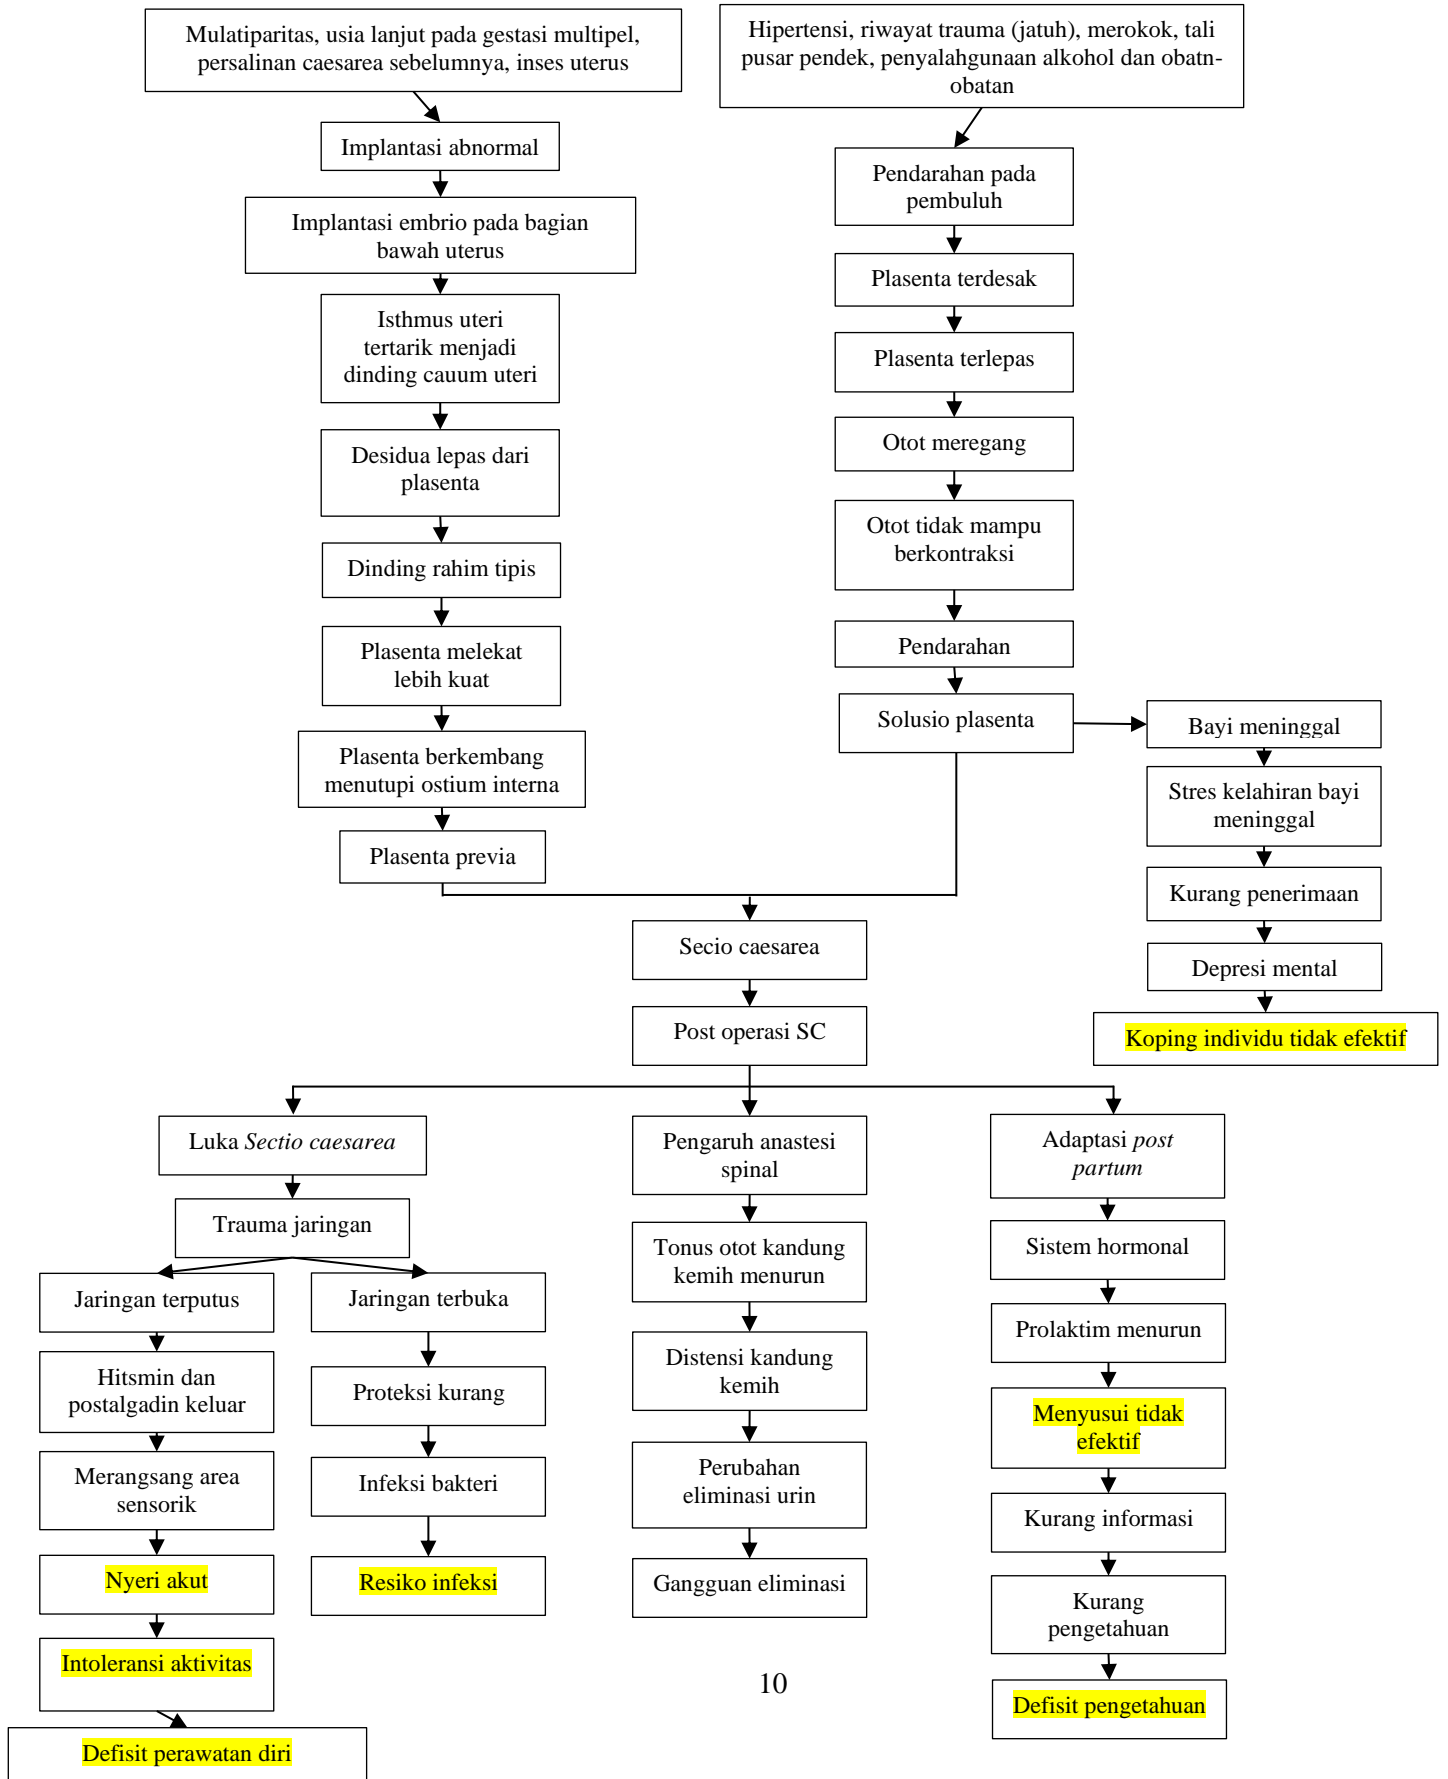 Mulatiparitas, usia lanjut pada gestasi multipel,
persalinan caesarea sebelumnya, inses uterus
Hipertensi, riwayat trauma (jatuh), merokok, tali
pusar pendek, penyalahgunaan alkohol dan obatn-
obatan
Implantasi abnormal
Implantasi embrio pada bagian
bawah uterus
Isthmus uteri
tertarik menjadi
dinding cauum uteri
Desidua lepas dari
plasenta
Dinding rahim tipis
Plasenta melekat
lebih kuat
Plasenta berkembang
menutupi ostium interna
Plasenta previa
Pendarahan pada
pembuluh
Plasenta terdesak
Plasenta terlepas
Otot meregang
Otot tidak mampu
berkontraksi
Pendarahan
Solusio plasenta
Bayi meninggal
Stres kelahiran bayi
meninggal
Kurang penerimaan
Depresi mental
Koping individu tidak efektif
Secio caesarea
Post operasi SC
Luka Sectio caesarea
Trauma jaringan
Jaringan terputus
Hitsmin dan
postalgadin keluar
Merangsang area
sensorik
Nyeri akut
Intoleransi aktivitas
Defisit perawatan diri
Jaringan terbuka
Proteksi kurang
Infeksi bakteri
Resiko infeksi
Pengaruh anastesi
spinal
Tonus otot kandung
kemih menurun
Distensi kandung
kemih
Perubahan
eliminasi urin
Gangguan eliminasi
Adaptasi post
partum
Sistem hormonal
Prolaktim menurun
Menyusui tidak
efektif
Kurang informasi
Kurang
pengetahuan
Defisit pengetahuan
10